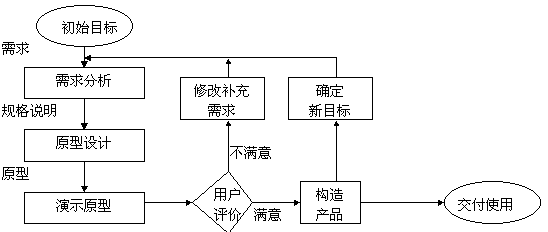 初始目标
需求
需求分析
修改补充
需求
确定
新目标
规格说明
原型设计
不满意
原型
演示原型
用户
评价
满意
构造
产品
交付使用